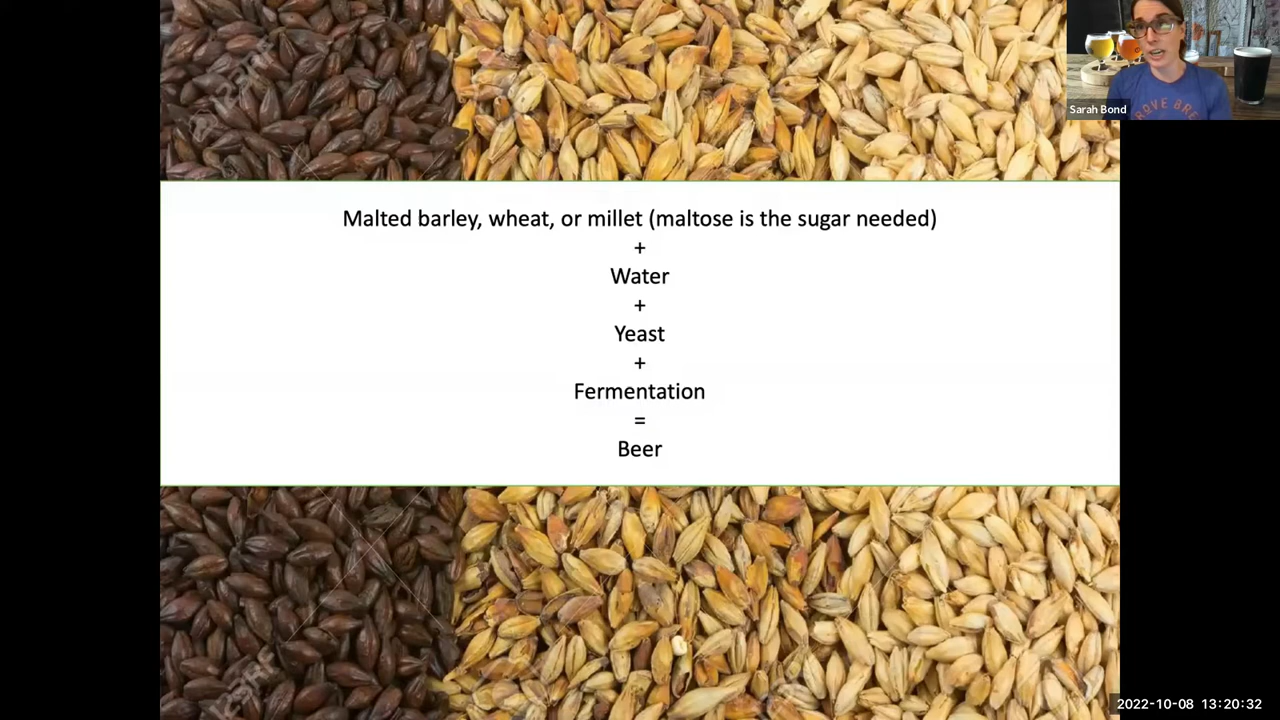 Sarah Bond
Malted barley, wheat, or millet (maltose is the sugar needed)
+
Water
+
Yeast
+
Fermentation
=
Beer
2022-10-08 13:20:32